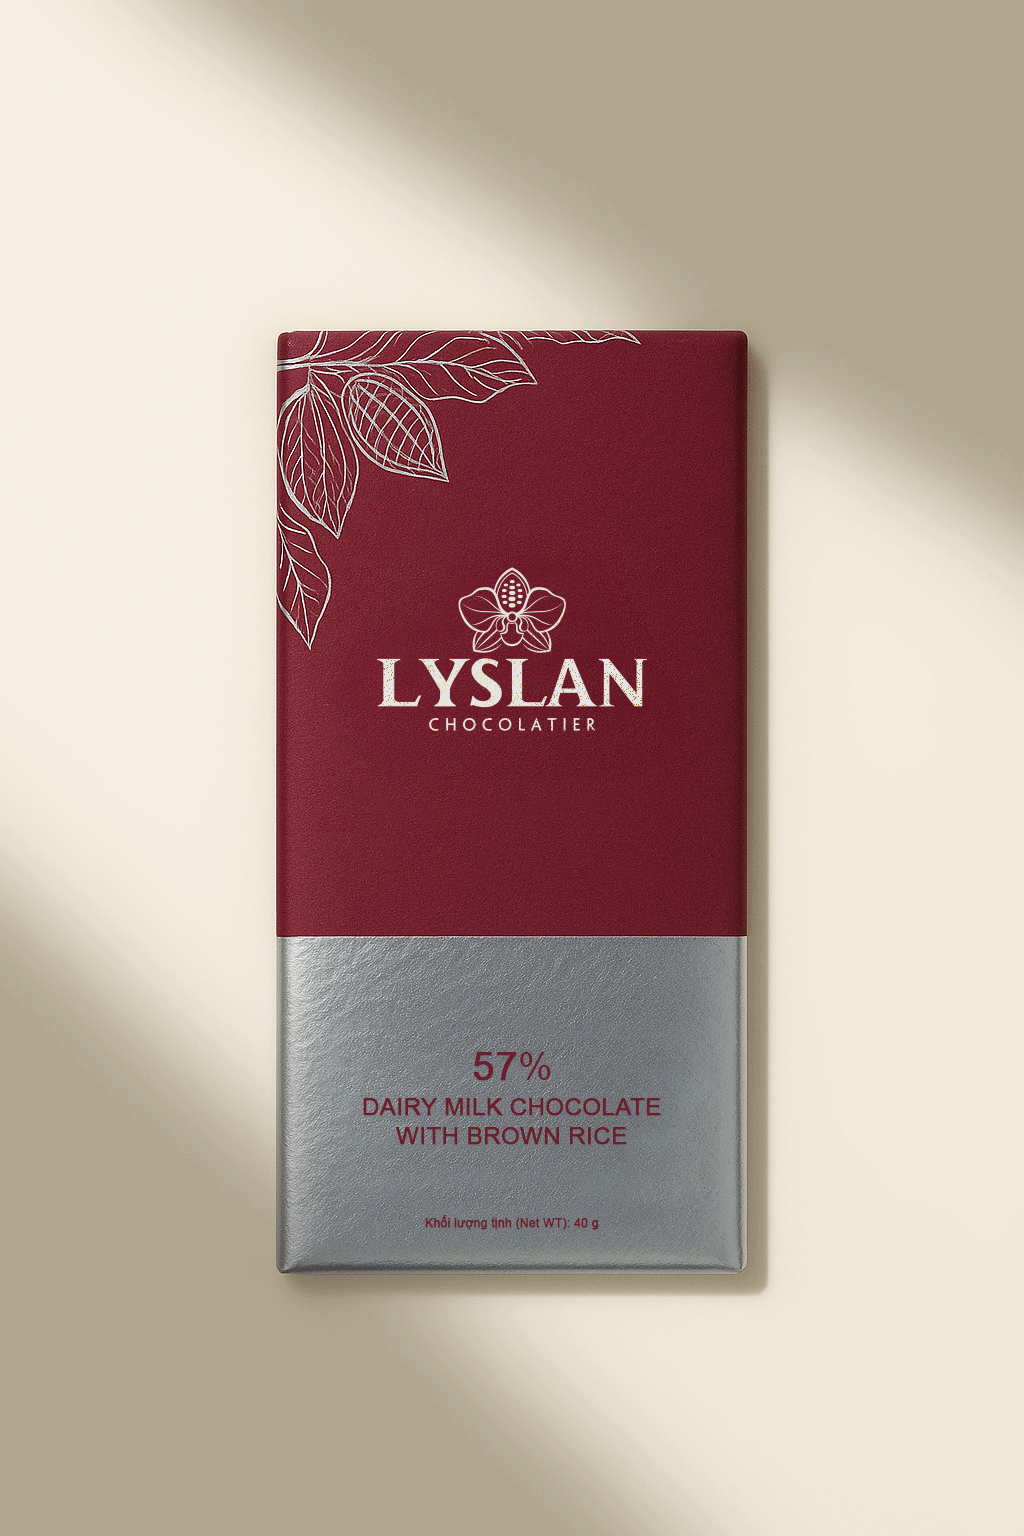 LYSLAN
CHOCOLATIER
57%
DAIRY MILK CHOCOLATE
WITH BROWN RICE
Khối lượng tịnh (Net WT): 40 g